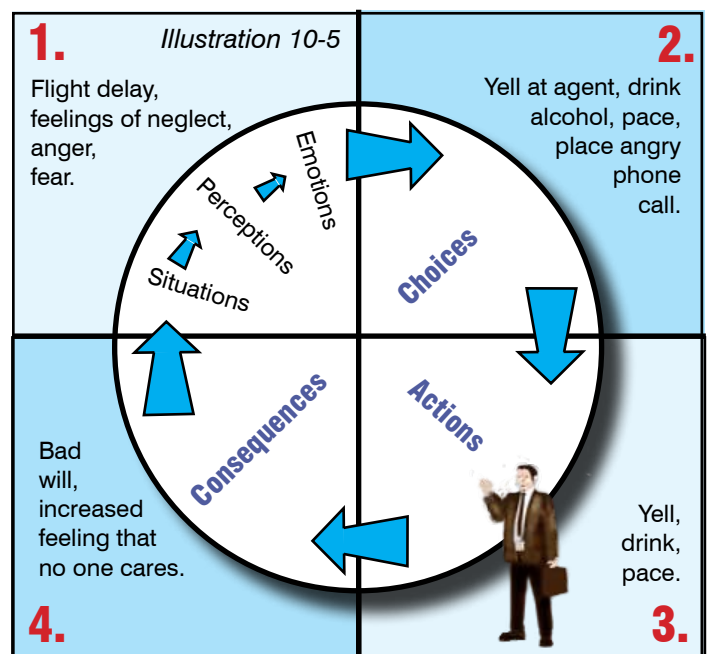 1.
Illustration 10-5
Flight delay,
feelings of neglect,
anger,
fear.
2.
Yell at agent, drink
alcohol, pace,
place angry
phone
call.
Situations
Perceptions
Emotions
Choices
Actions
Consequences
Yell,
drink,
pace.
3.
Bad
will,
increased
feeling that
no one cares.
4.